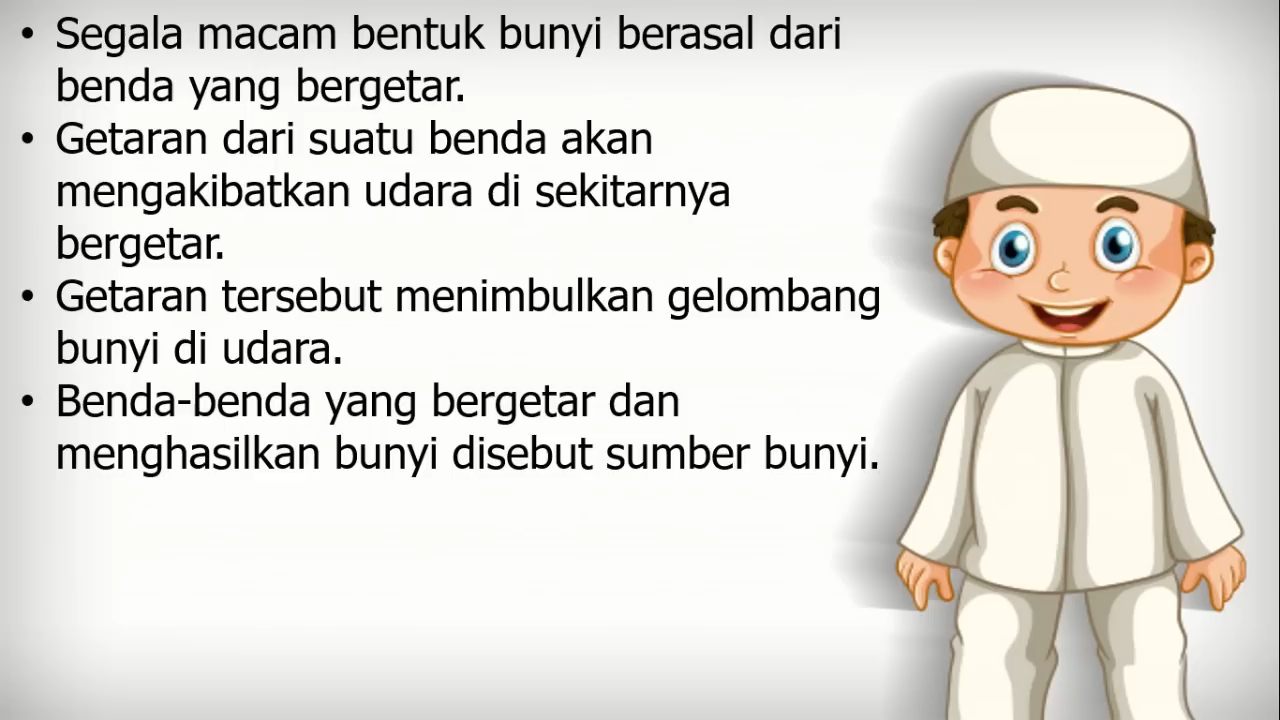 • Segala macam bentuk bunyi berasal dari
benda yang bergetar.
• Getaran dari suatu benda akan
mengakibatkan udara di sekitarnya
bergetar.
• Getaran tersebut menimbulkan gelombang
bunyi di udara.
• Benda-benda yang bergetar dan
menghasilkan bunyi disebut sumber bunyi.